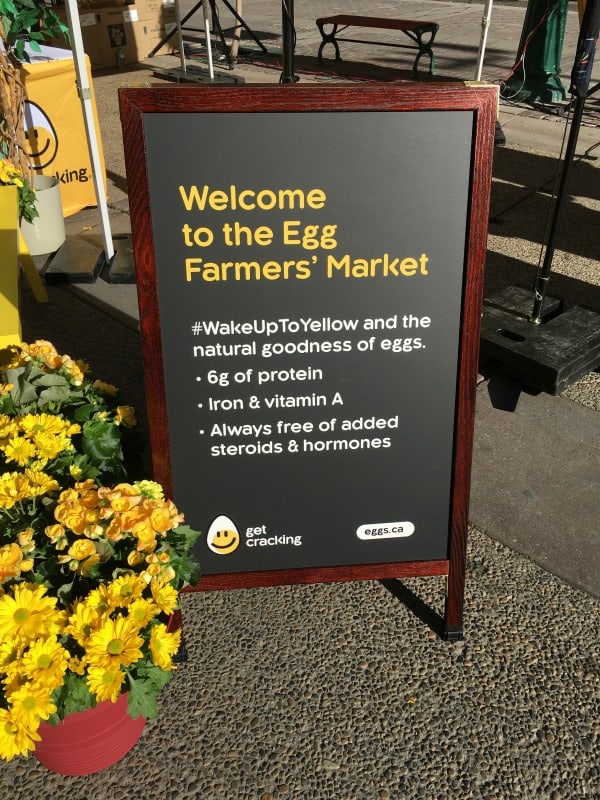 king
Welcome
to the Egg
Farmers' Market
#WakeUpToYellow and the
natural goodness of eggs.
• 6g of protein
• Iron & vitamin A
• Always free of added
steroids & hormones
get
cracking
eggs.ca